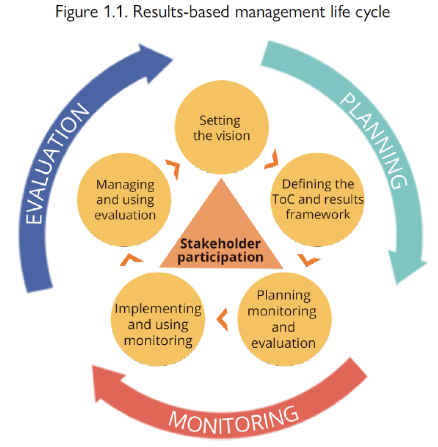 Figure 1.1. Results-based management life cycle
PLANNING
EVALUATION
MONITORING
Setting
the vision
Defining the
ToC and results
framework
Planning
monitoring
and
evaluation
Implementing
and using
monitoring
Managing
and using
evaluation
Stakeholder
participation